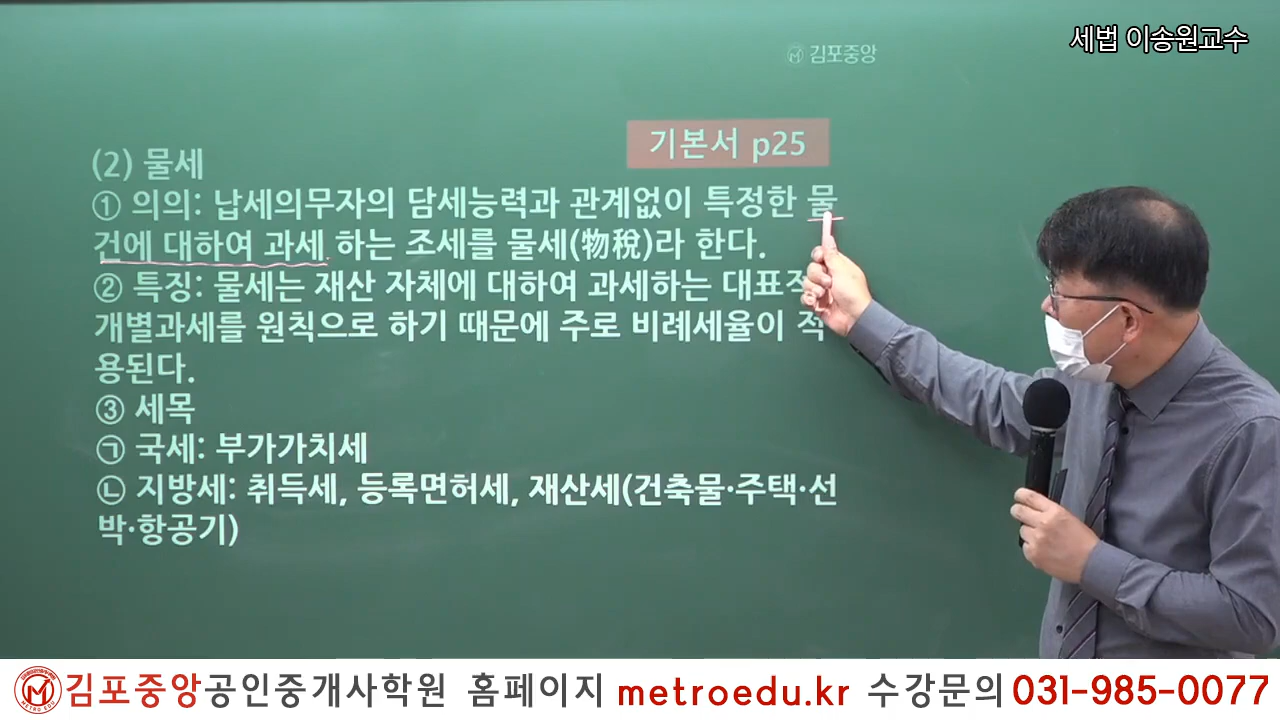 세법 이송원교수
김포중앙
기본서 p25
(2) 물세
① 의의: 납세의무자의 담세능력과 관계없이 특정한 물
건에 대하여 과세 하는 조세를 물세(物稅)라 한다.
② 특징: 물세는 재산 자체에 대하여 과세하는
개별과세를 원칙으로 하기 때문에 주로 비례세율이 적
용된다.
③ 세목
㉠ 국세: 부가가치세
㉡ 지방세: 취득세, 등록면허세, 재산세(건축물·주택·선
박·항공기)
METRO EDU
김포중앙공인중개사학원 홈페이지 metroedu.kr 수강문의 031-985-0077